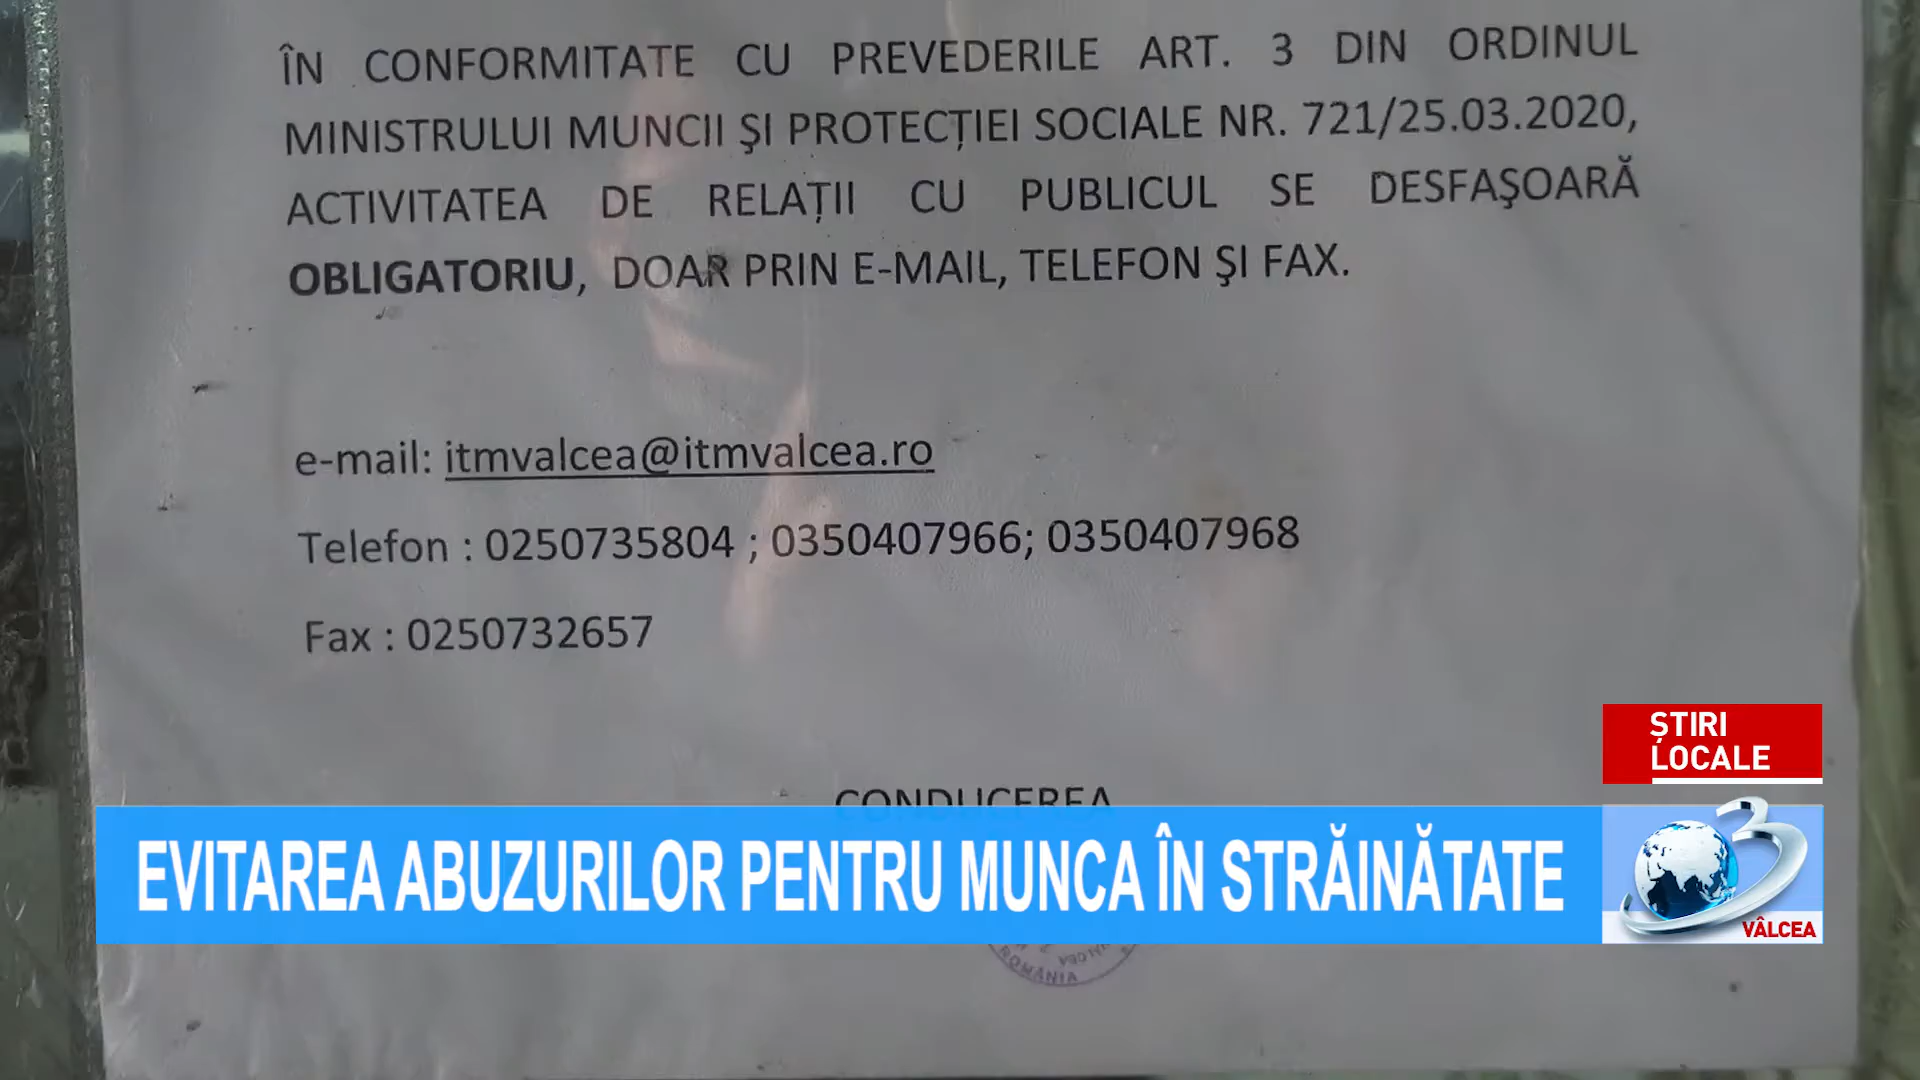 ÎN CONFORMITATE CU PREVEDERILE ART. 3 DIN ORDINUL
MINISTRULUI MUNCII ŞI PROTECȚIEI SOCIALE NR. 721/25.03.2020,
ACTIVITATEA DE RELAȚII CU PUBLICUL SE DESFAŞOARĂ
OBLIGATORIU, DOAR PRIN E-MAIL, TELEFON ŞI FAX.
e-mail: itmvalcea@itmvalcea.ro
Telefon : 0250735804 ; 0350407966; 0350407968
Fax : 0250732657
CONDUCEREA
ȘTIRI
LOCALE
EVITAREA ABUZURILOR PENTRU MUNCA ÎN STRĂINĂTATE
3
VÂLCEA
ROMÂNIA